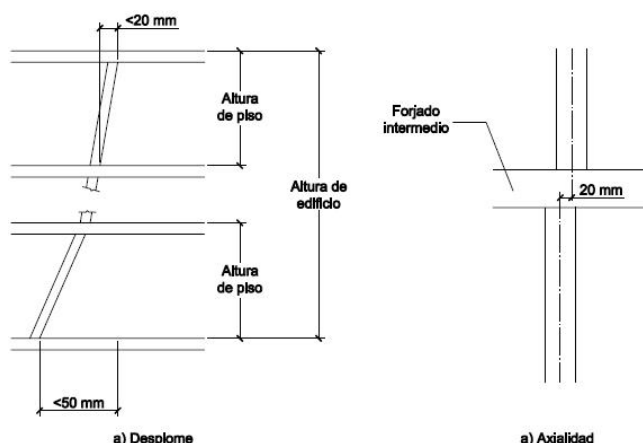 <20 mm
Altura
de piso
Altura de
edificio
Altura
de piso
<50 mm
a) Desplome
Forjado
intermedio
20 mm
a) Axialidad